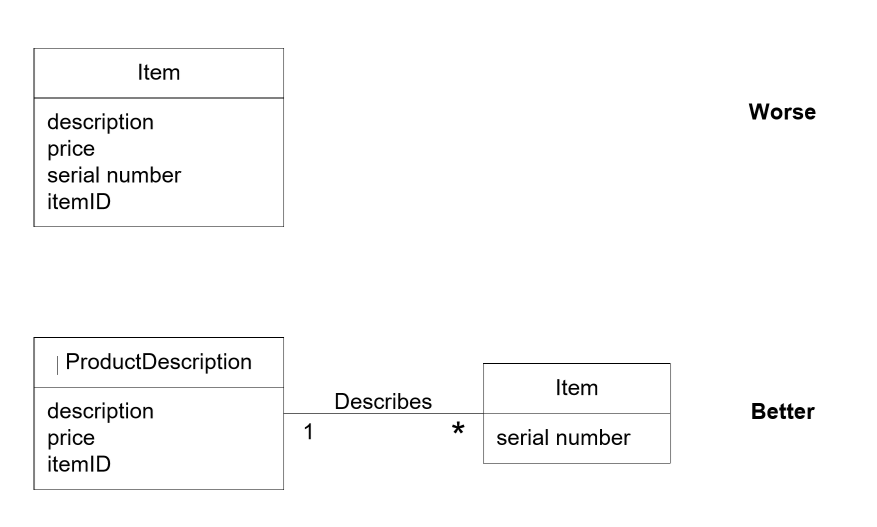 Item
description
price
serial number
itemID
Worse
ProductDescription
description
price
itemID
Describes
1
*
Item
serial number
Better